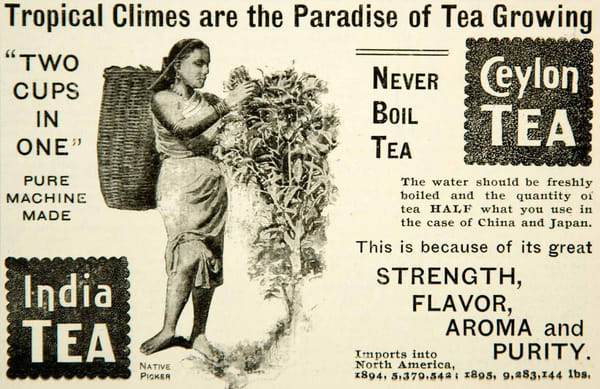 Tropical Climes are the Paradise of Tea Growing
"TWO
CUPS
IN
ONE"
PURE
MACHINE
MADE
India
TEA
NATIVE
PICKER
NEVER
BOIL
TEA
Ceylon
TEA
The water should be freshly
boiled and the quantity of
tea HALF what you use in
the case of China and Japan.
This is because of its great
STRENGTH,
FLAVOR,
AROMA and
PURITY.
Imports into
North America,
1894, 5,379,542; 1895, 9,283,144 lbs.